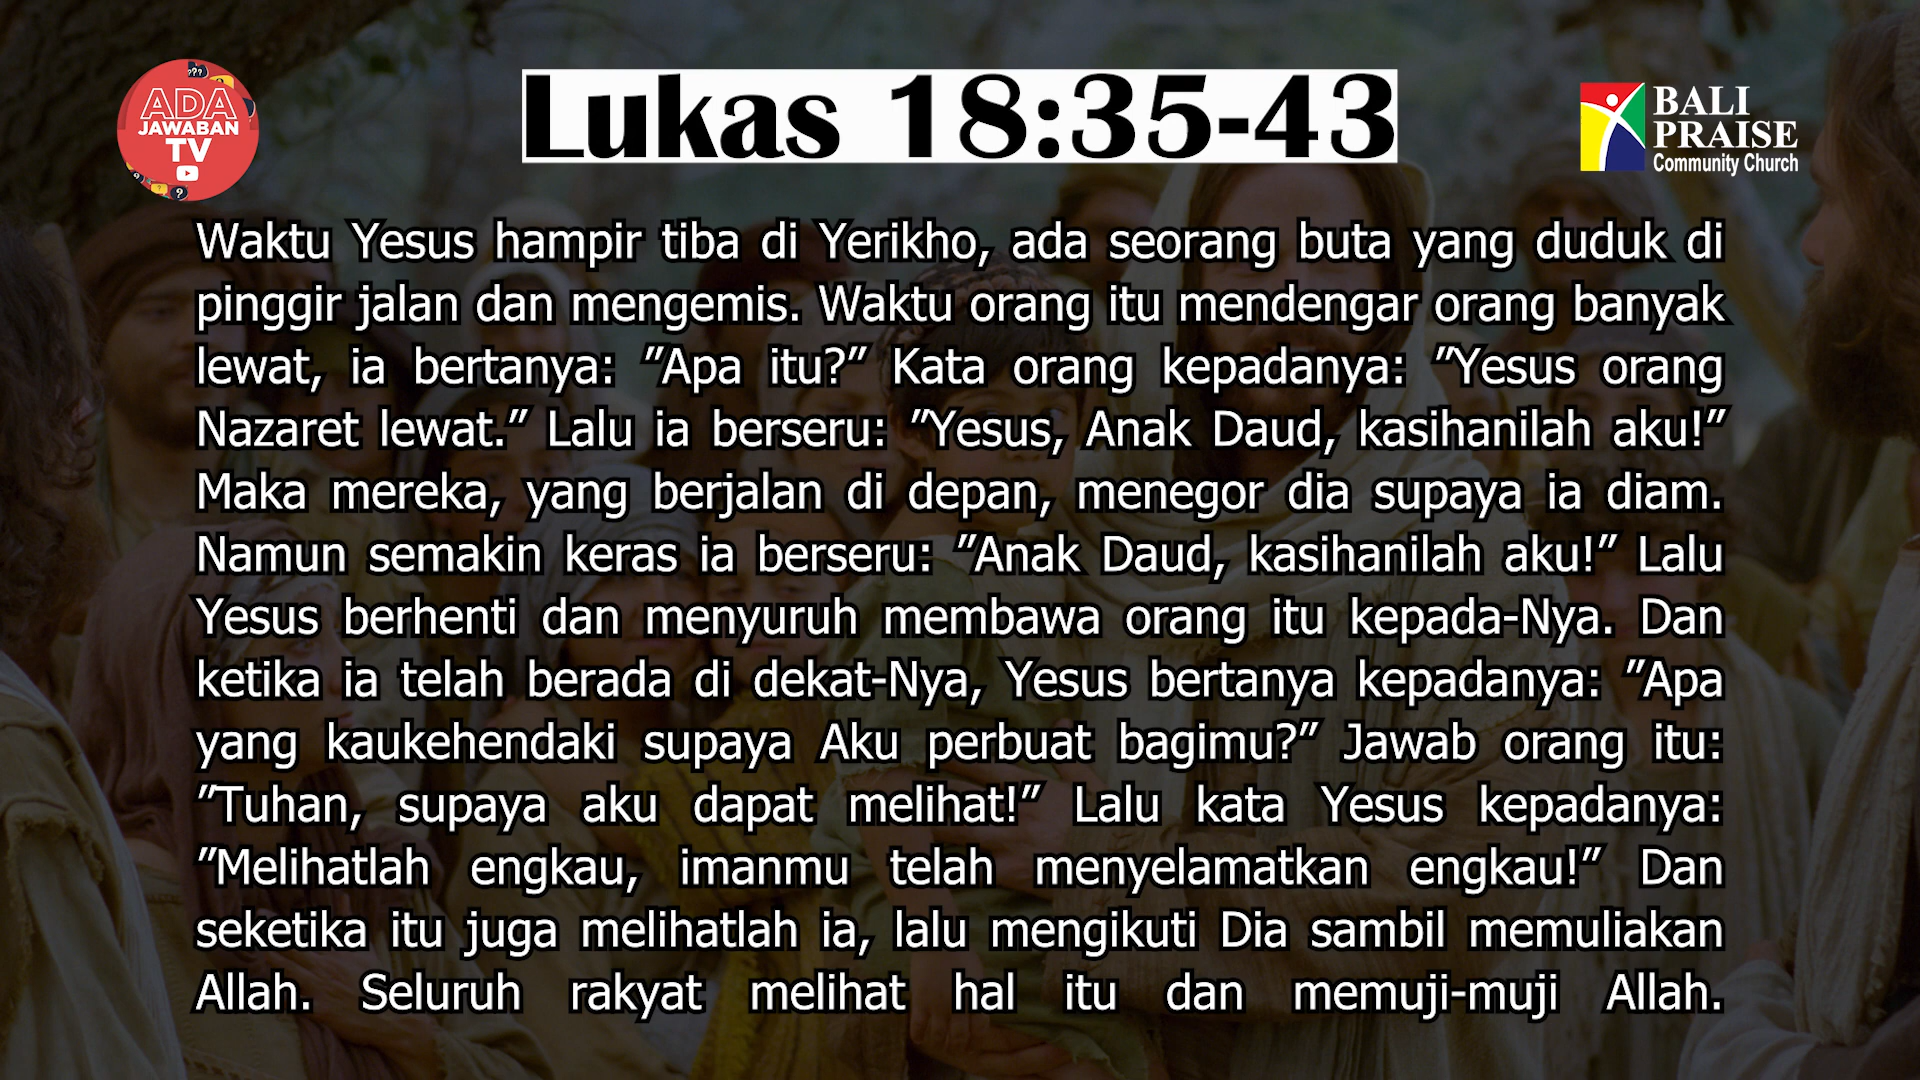 ADA
JAWABAN
TV
Lukas 18:35-43
BALI
PRAISE
Community Church
Waktu Yesus hampir tiba di Yerikho, ada seorang buta yang duduk di
pinggir jalan dan mengemis. Waktu orang itu mendengar orang banyak
lewat, ia bertanya: ”Apa itu?” Kata orang kepadanya: ”Yesus orang
Nazaret lewat.” Lalu ia berseru: ”Yesus, Anak Daud, kasihanilah aku!”
Maka mereka, yang berjalan di depan, menegor dia supaya ia diam.
Namun semakin keras ia berseru: ”Anak Daud, kasihanilah aku!” Lalu
Yesus berhenti dan menyuruh membawa orang itu kepada-Nya. Dan
ketika ia telah berada di dekat-Nya, Yesus bertanya kepadanya: ”Apa
yang kaukehendaki supaya Aku perbuat bagimu?” Jawab orang itu:
”Tuhan, supaya aku dapat melihat!” Lalu kata Yesus kepadanya:
”Melihatlah engkau, imanmu telah menyelamatkan engkau!” Dan
seketika itu juga melihatlah ia, lalu mengikuti Dia sambil memuliakan
Allah. Seluruh rakyat melihat hal itu dan memuji-muji Allah.